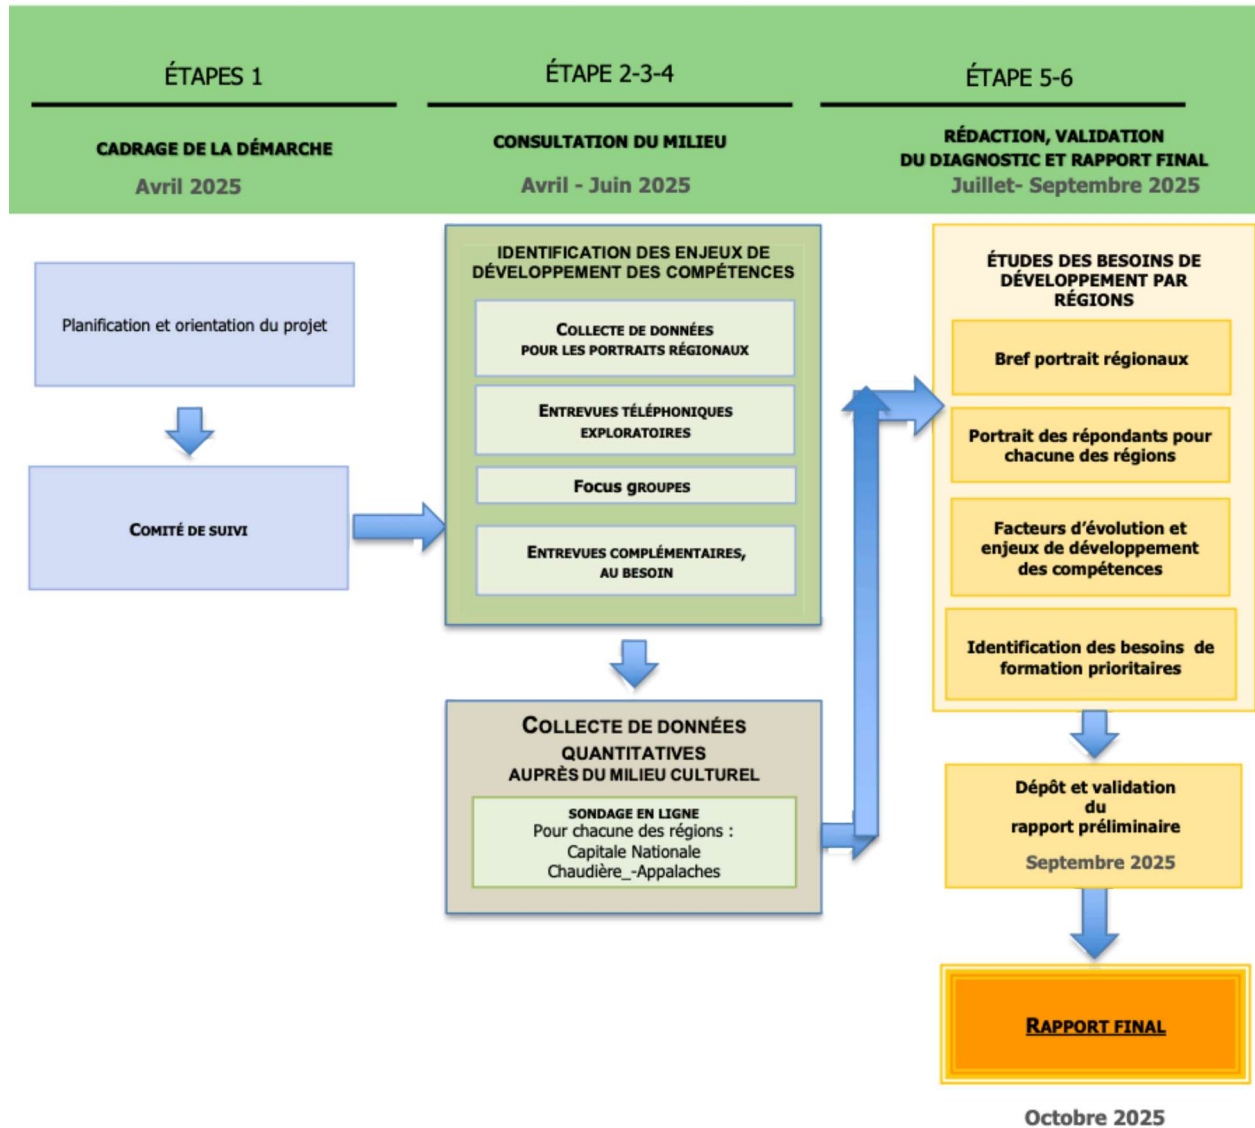 ÉTAPES 1
CADRAGE DE LA DÉMARCHE
Avril 2025
ÉTAPE 2-3-4
CONSULTATION DU MILIEU
Avril - Juin 2025
ÉTAPE 5-6
RÉDACTION, VALIDATION
DU DIAGNOSTIC ET RAPPORT FINAL
Juillet- Septembre 2025
Planification et orientation du projet
COMITÉ DE SUIVI
IDENTIFICATION DES ENJEUX DE
DÉVELOPPEMENT DES COMPÉTENCES
COLLECTE DE DONNÉES
POUR LES PORTRAITS RÉGIONAUX
ENTREVUES TÉLÉPHONIQUES
EXPLORATOIRES
Focus GROUPES
ENTREVUES COMPLÉMENTAIRES,
AU BESOIN
COLLECTE DE DONNÉES
QUANTITATIVES
AUPRÈS DU MILIEU CULTUREL
SONDAGE EN LIGNE
Pour chacune des régions :
Capitale Nationale
Chaudière_-Appalaches
ÉTUDES DES BESOINS DE
DÉVELOPPEMENT PAR
RÉGIONS
Bref portrait régionaux
Portrait des répondants pour
chacune des régions
Facteurs d'évolution et
enjeux de développement
des compétences
Identification des besoins de
formation prioritaires
Dépôt et validation
du
rapport préliminaire
Septembre 2025
RAPPORT FINAL
Octobre 2025